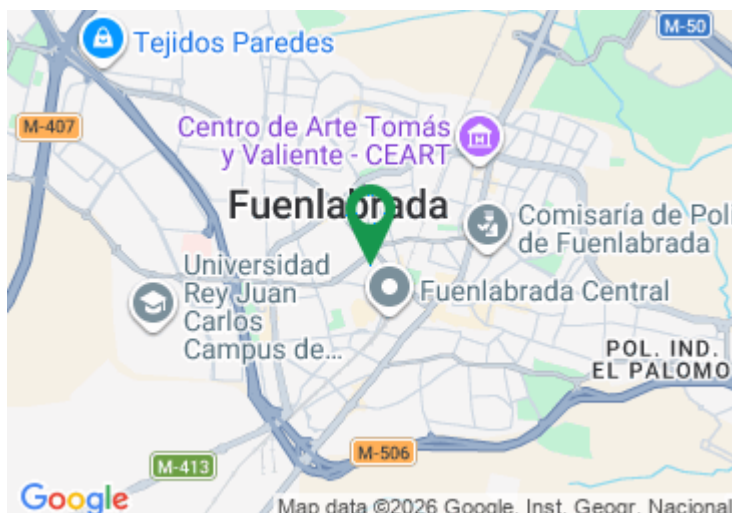 M-50
Tejidos Paredes
M-407
Centro de Arte Tomás
y Valiente - CEART
Fuenlabrada
Comisaría de Pol
de Fuenlabrada
Universidad
Rey Juan
Carlos
Campus de...
Fuenlabrada Central
POL. IND.
EL PALOMO
M-506
M-413
Google
Map data ©2026 Google, Inst. Geogr. Nacional